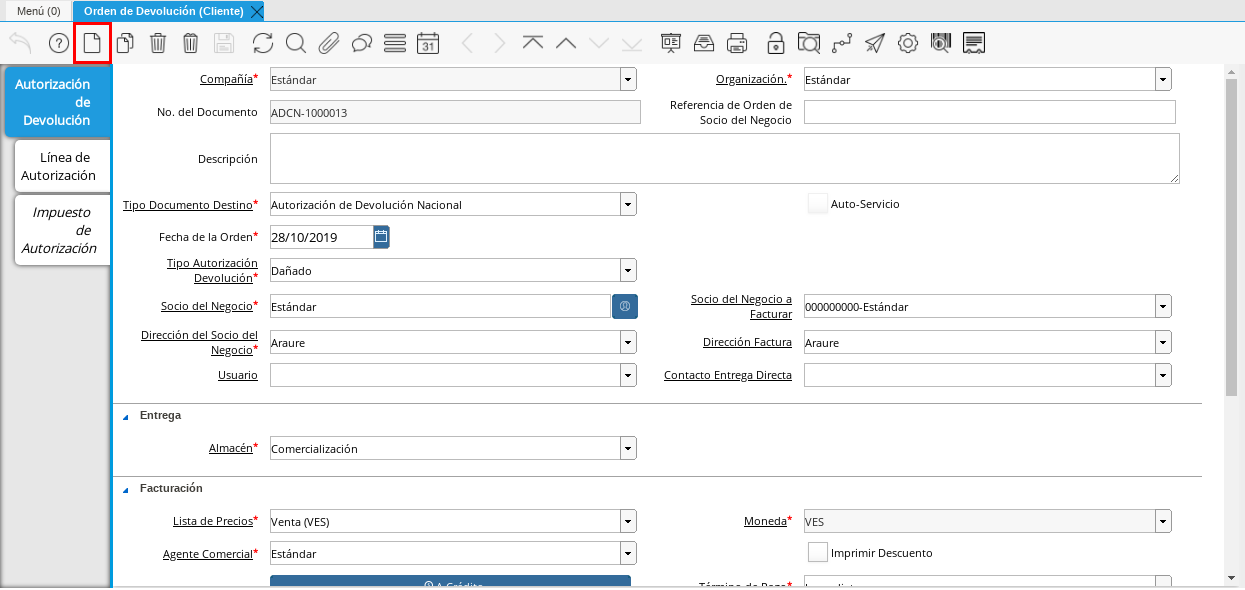 Menú (0)
Orden de Devolución (Cliente)
31
Autorización
de
Devolución
Línea de
Autorización
Impuesto
de
Autorización
Compañía* Estándar
Organización.* Estándar
No. del Documento ADCN-1000013
Referencia de Orden de
Socio del Negocio
Descripción
Tipo Documento Destino* Autorización de Devolución Nacional
Auto-Servicio
Fecha de la Orden* 28/10/2019
Tipo Autorización
Devolución* Dañado
Socio del Negocio* Estándar
Socio del Negocio a
Facturar 000000000-Estándar
Dirección del Socio del
Negocio* Araure
Dirección Factura Araure
Usuario
Contacto Entrega Directa
Entrega
Almacén* Comercialización
Facturación
Lista de Precios* Venta (VES)
Moneda* VES
Agente Comercial* Estándar
Imprimir Descuento
A Crédito
Término de Pago*